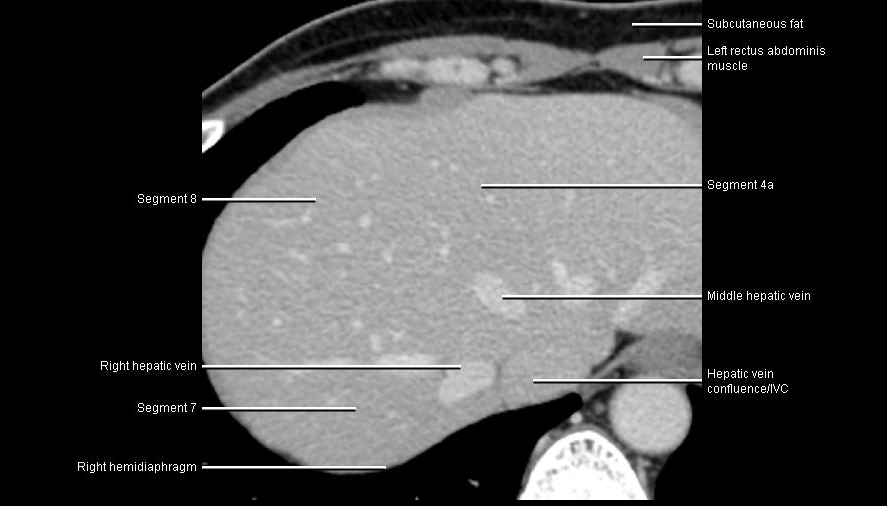 Subcutaneous fat
Left rectus abdominis
muscle
Segment 4a
Segment 8
Middle hepatic vein
Right hepatic vein
Hepatic vein
confluence/IVC
Segment 7
Right hemidiaphragm